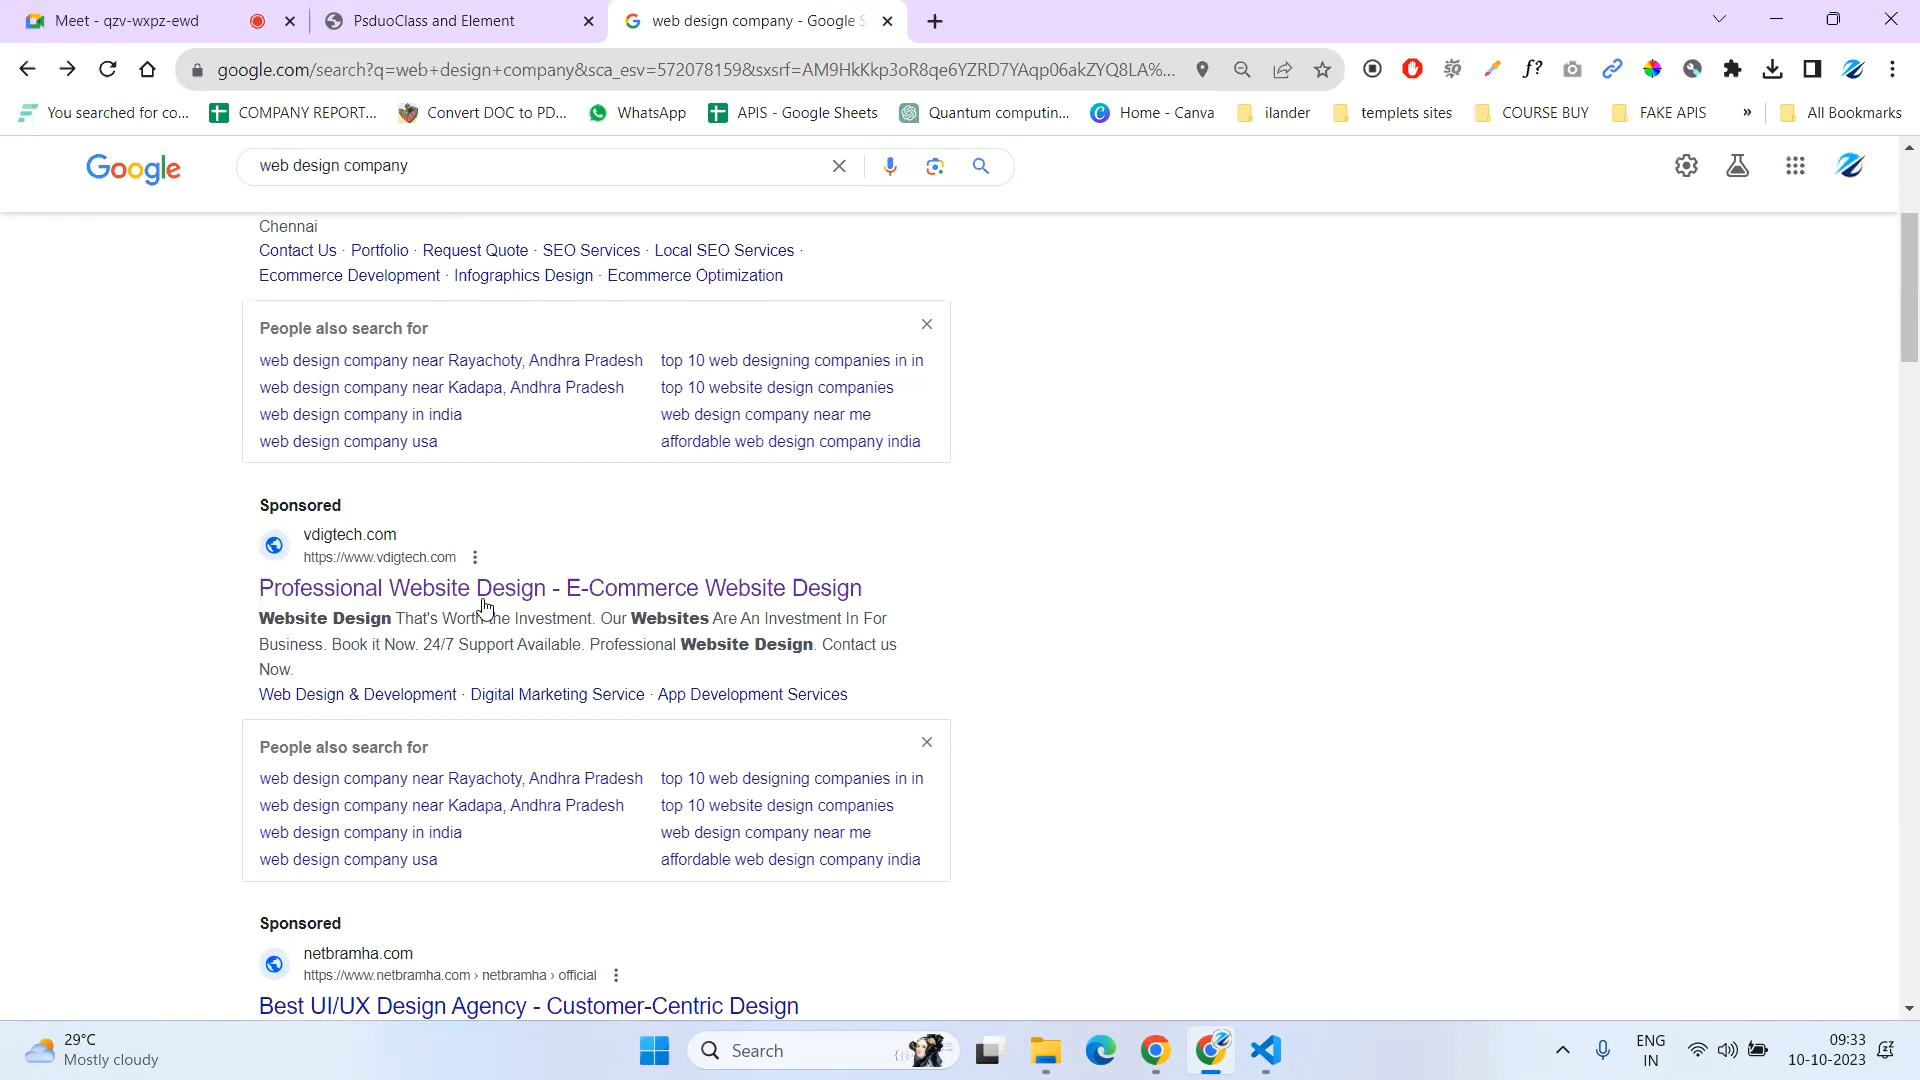 Meet - qzv-wxpz-ewd
PsduoClass and Element
web design company - Google S
google.com/search?q=web+design+company&sca_esv=572078159&sxsrf=AM9HkKkp3oR8qe6YZRD7YAqp06akZYQ8LA%...
f?
You searched for co...
COMPANY REPORT...
Convert DOC to PD...
WhatsApp
APIS - Google Sheets
Quantum computin...
Home - Canva
ilander
templets sites
COURSE BUY
FAKE APIS
»
All Bookmarks
Google
web design company
Chennai
Contact Us · Portfolio · Request Quote · SEO Services · Local SEO Services ·
Ecommerce Development · Infographics Design · Ecommerce Optimization
People also search for
web design company near Rayachoty, Andhra Pradesh
top 10 web designing companies in in
web design company near Kadapa, Andhra Pradesh
top 10 website design companies
web design company in india
web design company near me
web design company usa
affordable web design company india
Sponsored
vdigtech.com
https://www.vdigtech.com
Professional Website Design - E-Commerce Website Design
Website Design That's Worth the Investment. Our Websites Are An Investment In For
Business. Book it Now. 24/7 Support Available. Professional Website Design. Contact us
Now.
Web Design & Development · Digital Marketing Service · App Development Services
People also search for
web design company near Rayachoty, Andhra Pradesh
top 10 web designing companies in in
web design company near Kadapa, Andhra Pradesh
top 10 website design companies
web design company in india
web design company near me
web design company usa
affordable web design company india
Sponsored
netbramha.com
https://www.netbramha.com › netbramha › official
Best UI/UX Design Agency - Customer-Centric Design
29°C
Mostly cloudy
Search
ENG
IN
09:33
10-10-2023